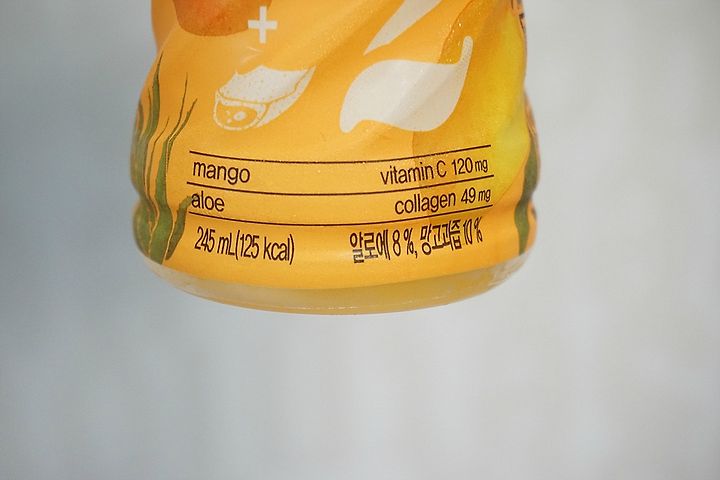 +
mango vitamin C 120 mg
aloe collagen 49 mg
245 mL(125 kcal) 알로에 8 %, 망고과즙 10 %